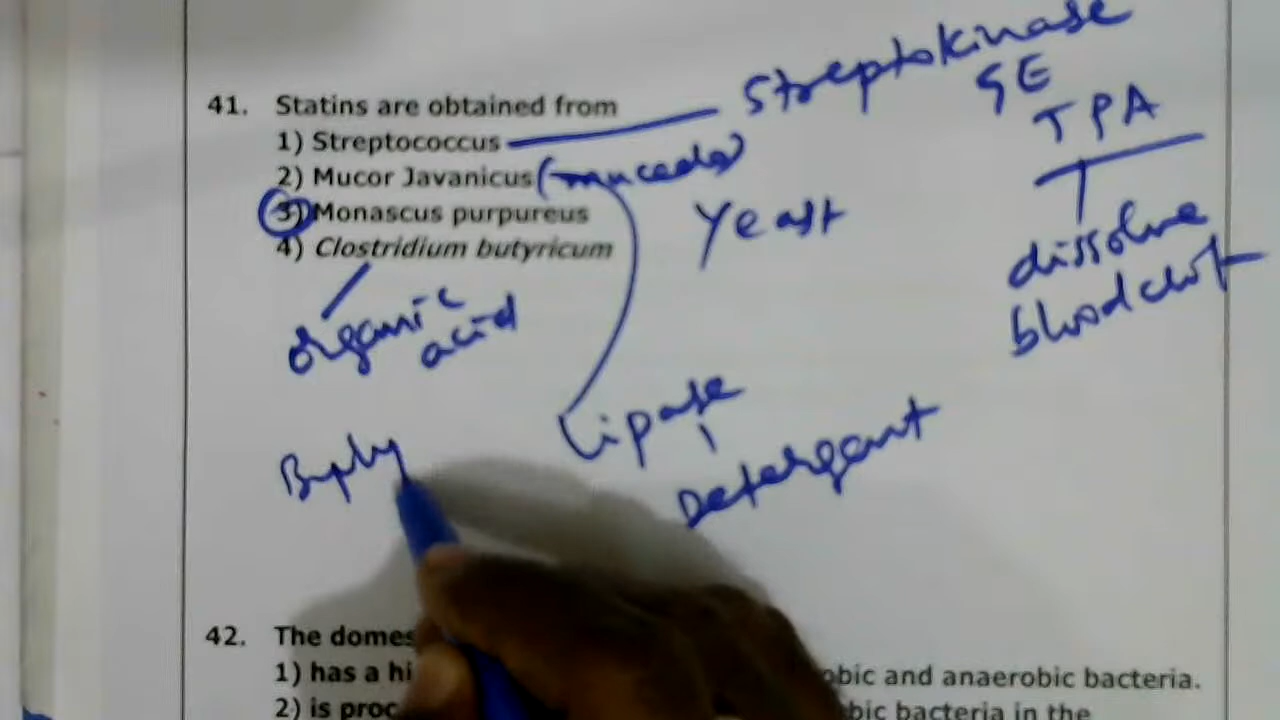 41. Statins are obtained from
1) Streptococcus
2) Mucor Javanicus
3) Monascus purpureus
4) Clostridium butyricum
Streptokinase
GE
TPA
dissolve
blood clot
Yeast
organic
acid
Lipase
Detergant
42. The domes
1) has a hi obic and anaerobic bacteria.
2) is proc bic bacteria in the